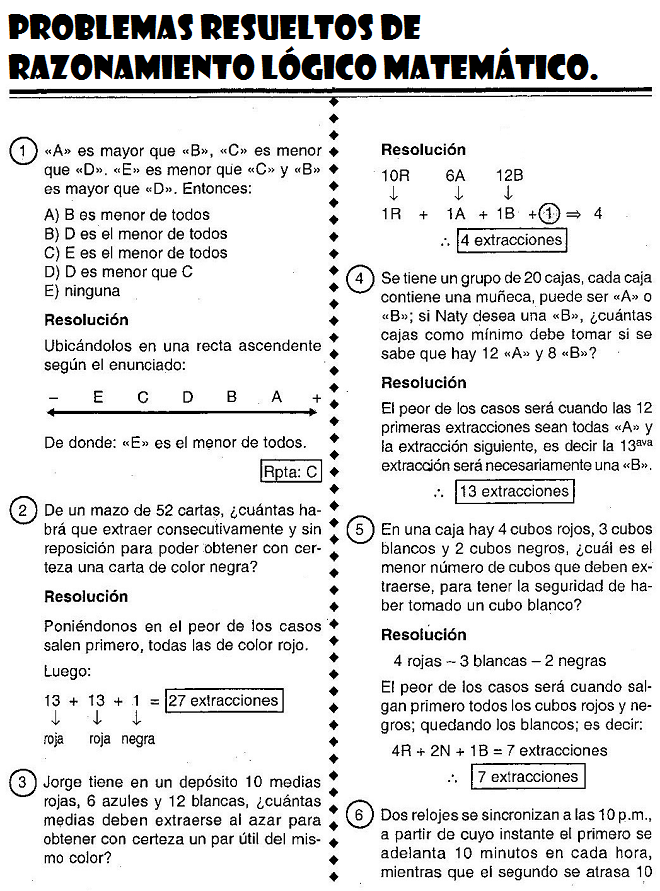 PROBLEMAS RESUELTOS DE
RAZONAMIENTO LÓGICO MATEMÁTICO.
1 «A» es mayor que «B», «C» es menor
que «D». «E» es menor que «C» y «B»
es mayor que «D». Entonces:
A) B es menor de todos
B) D es el menor de todos
C) E es el menor de todos
D) D es menor que C
E) ninguna
Resolución
Ubicándolos en una recta ascendente
según el enunciado:
– E C D B A +
De donde: «E» es el menor de todos.
Rpta: C
2 De un mazo de 52 cartas, ¿cuántas ha-
brá que extraer consecutivamente y sin
reposición para poder obtener con cer-
teza una carta de color negra?
Resolución
Poniéndonos en el peor de los casos
salen primero, todas las de color rojo.
Luego:
13 + 13 + 1 = 27 extracciones
↓ ↓ ↓
roja roja negra
3 Jorge tiene en un depósito 10 medias
rojas, 6 azules y 12 blancas, ¿cuántas
medias deben extraerse al azar para
obtener con certeza un par útil del mis-
mo color?
Resolución
10R 6A 12B
↓ ↓ ↓
1R + 1A + 1B + 1 ⇒ 4
∴ 4 extracciones
4 Se tiene un grupo de 20 cajas, cada caja
contiene una muñeca, puede ser «A» o
«B»; si Naty desea una «B», ¿cuántas
cajas como mínimo debe tomar si se
sabe que hay 12 «A» y 8 «B»?
Resolución
El peor de los casos será cuando las 12
primeras extracciones sean todas «A» y
la extracción siguiente, es decir la 13ava
extracción será necesariamente una «B».
∴ 13 extracciones
5 En una caja hay 4 cubos rojos, 3 cubos
blancos y 2 cubos negros, ¿cuál es el
menor número de cubos que deben ex-
traerse, para tener la seguridad de ha-
ber tomado un cubo blanco?
Resolución
4 rojas – 3 blancas – 2 negras
El peor de los casos será cuando sal-
gan primero todos los cubos rojos y ne-
gros; quedando los blancos; es decir:
4R + 2N + 1B = 7 extracciones
∴ 7 extracciones
6 Dos relojes se sincronizan a las 10 p.m.,
a partir de cuyo instante el primero se
adelanta 10 minutos en cada hora,
mientras que el segundo se atrasa 10